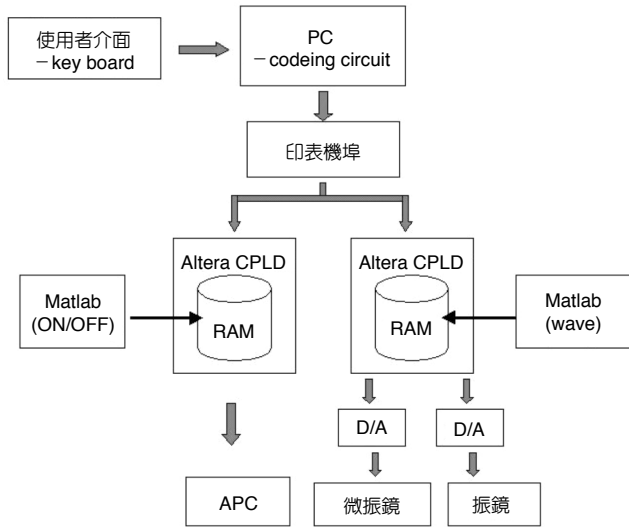 使用者介面
－key board
PC
－codeing circuit
印表機埠
Altera CPLD
RAM
Altera CPLD
RAM
Matlab
(ON/OFF)
Matlab
(wave)
D/A
D/A
APC
微振鏡
振鏡